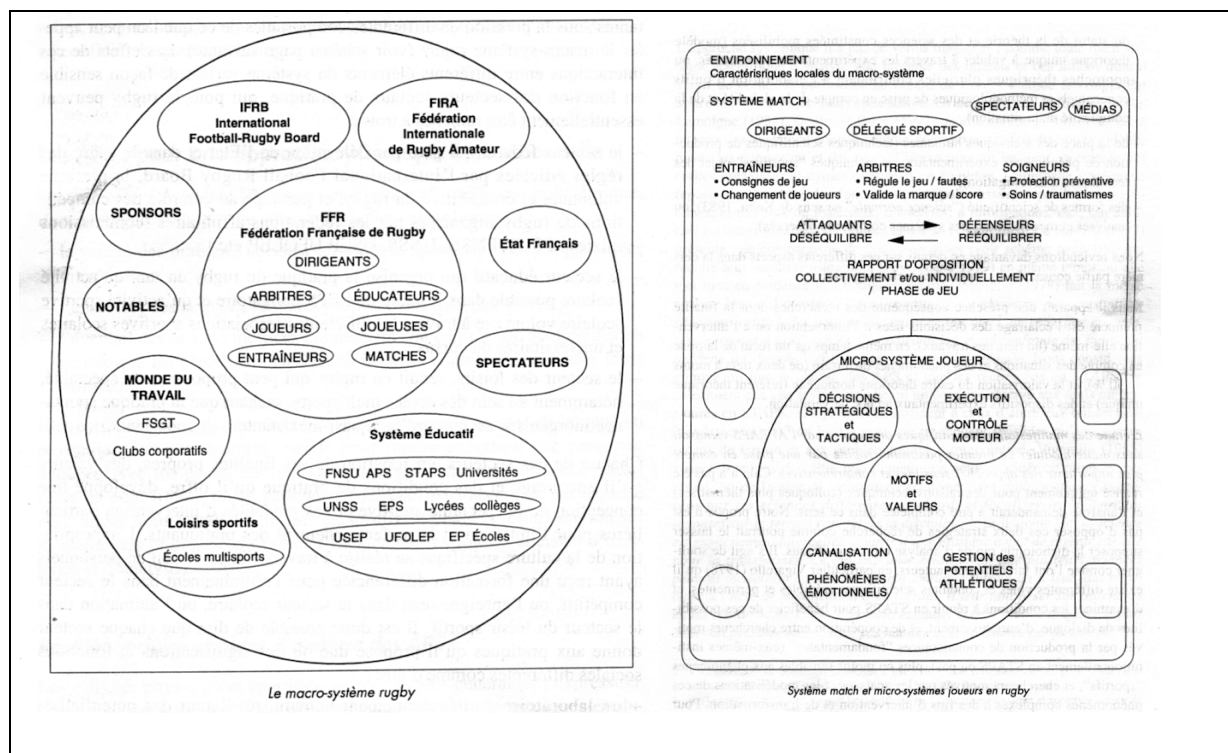 IFRB
International
Football-Rugby Board
FIRA
Fédération
Internationale
de Rugby Amateur
SPONSORS
FFR
Fédération Française de Rugby
État Français
DIRIGEANTS
ARBITRES
ÉDUCATEURS
NOTABLES
JOUEURS
JOUEUSES
ENTRAÎNEURS
MATCHES
SPECTATEURS
MONDE DU
TRAVAIL
FSGT
Clubs corporatifs
Système Éducatif
FNSU APS STAPS Universités
UNSS EPS Lycées collèges
USEP UFOLEP EP Écoles
Loisirs sportifs
Écoles multisports
Le macro-système rugby
ENVIRONNEMENT
Caractérisriques locales du macro-système
SYSTÈME MATCH
SPECTATEURS
MÉDIAS
DIRIGEANTS
DÉLÉGUÉ SPORTIF
ENTRAÎNEURS
• Consignes de jeu
• Changement de joueurs
ARBITRES
• Régule le jeu / fautes
• Valide la marque / score
SOIGNEURS
• Protection préventive
• Soins / traumatismes
ATTAQUANTS
DÉSÉQUILIBRE
DÉFENSEURS
RÉÉQUILIBRER
RAPPORT D'OPPOSITION
COLLECTIVEMENT et/ou INDIVIDUELLEMENT
/ PHASE de JEU
MICRO-SYSTÈME JOUEUR
DÉCISIONS
STRATÉGIQUES
et
TACTIQUES
EXÉCUTION
et
CONTRÔLE
MOTEUR
MOTIFS
et
VALEURS
CANALISATION
des
PHÉNOMÈNES
ÉMOTIONNELS
GESTION des
POTENTIELS
ATHLÉTIQUES
Système match et micro-systèmes joueurs en rugby